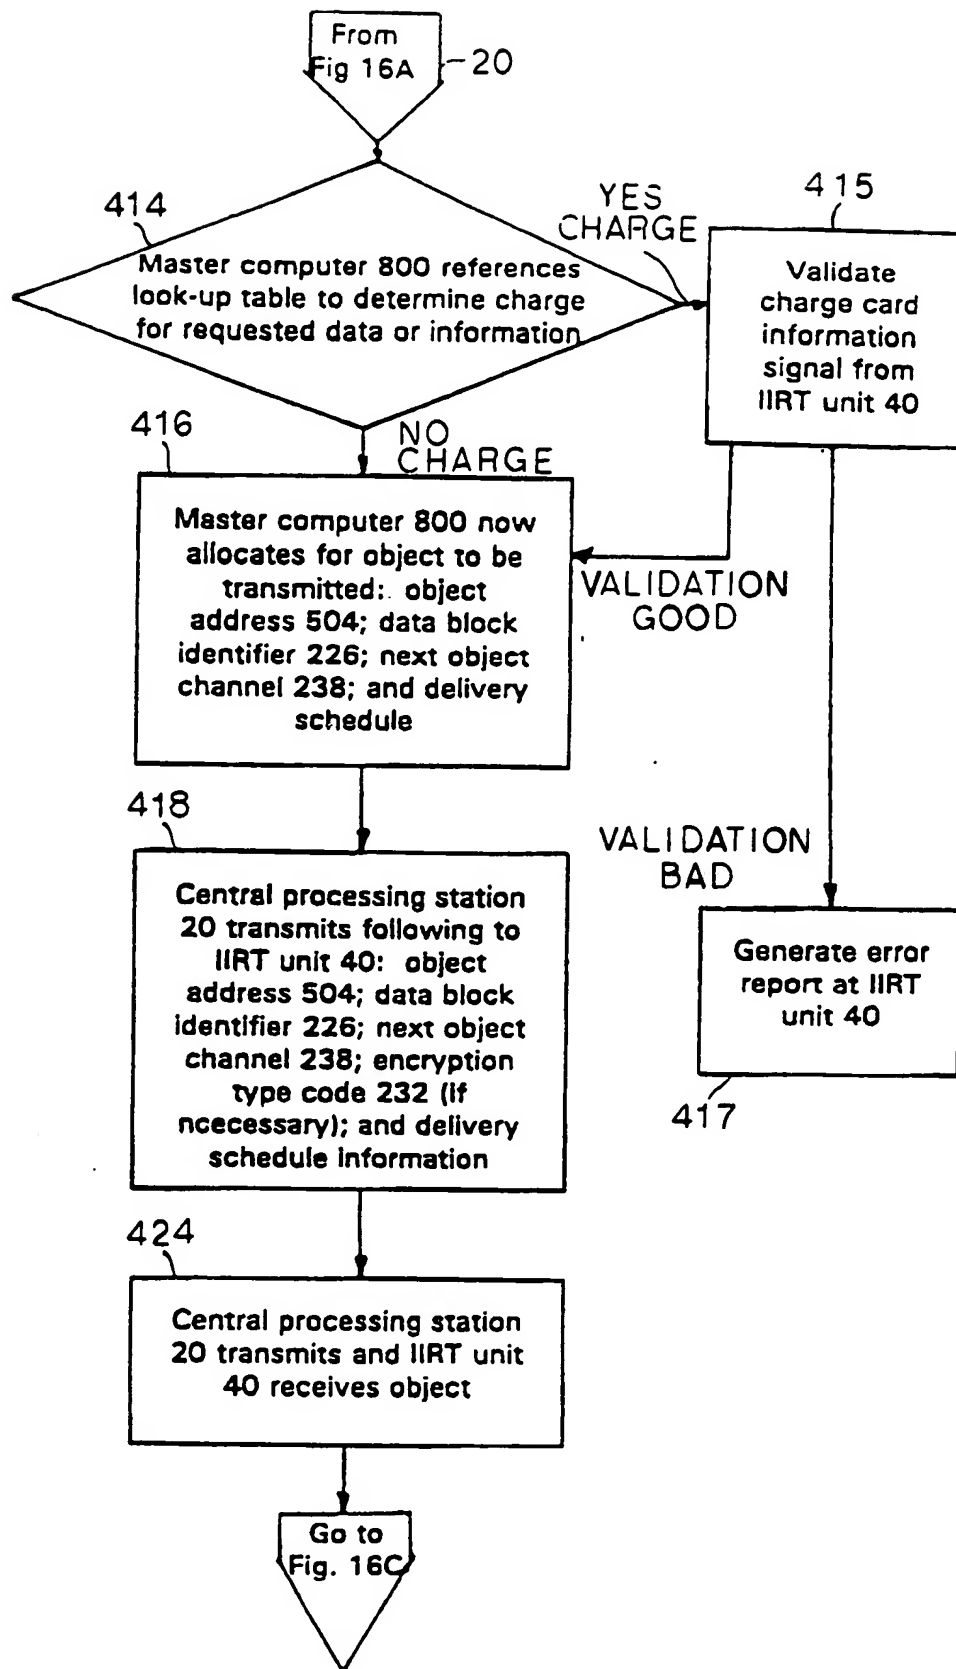 From
Fig 16A
20
414
Master computer 800 references
look-up table to determine charge
for requested data or information
YES
CHARGE
415
Validate
charge card
information
signal from
IIRT unit 40
NO
CHARGE
416
Master computer 800 now
allocates for object to be
transmitted: object
address 504; data block
identifier 226; next object
channel 238; and delivery
schedule
VALIDATION
GOOD
418
Central processing station
20 transmits following to
IIRT unit 40: object
address 504; data block
identifier 226; next object
channel 238; encryption
type code 232 (if
ncecessary); and delivery
schedule information
VALIDATION
BAD
Generate error
report at IIRT
unit 40
417
424
Central processing station
20 transmits and IIRT unit
40 receives object
Go to
Fig. 16C